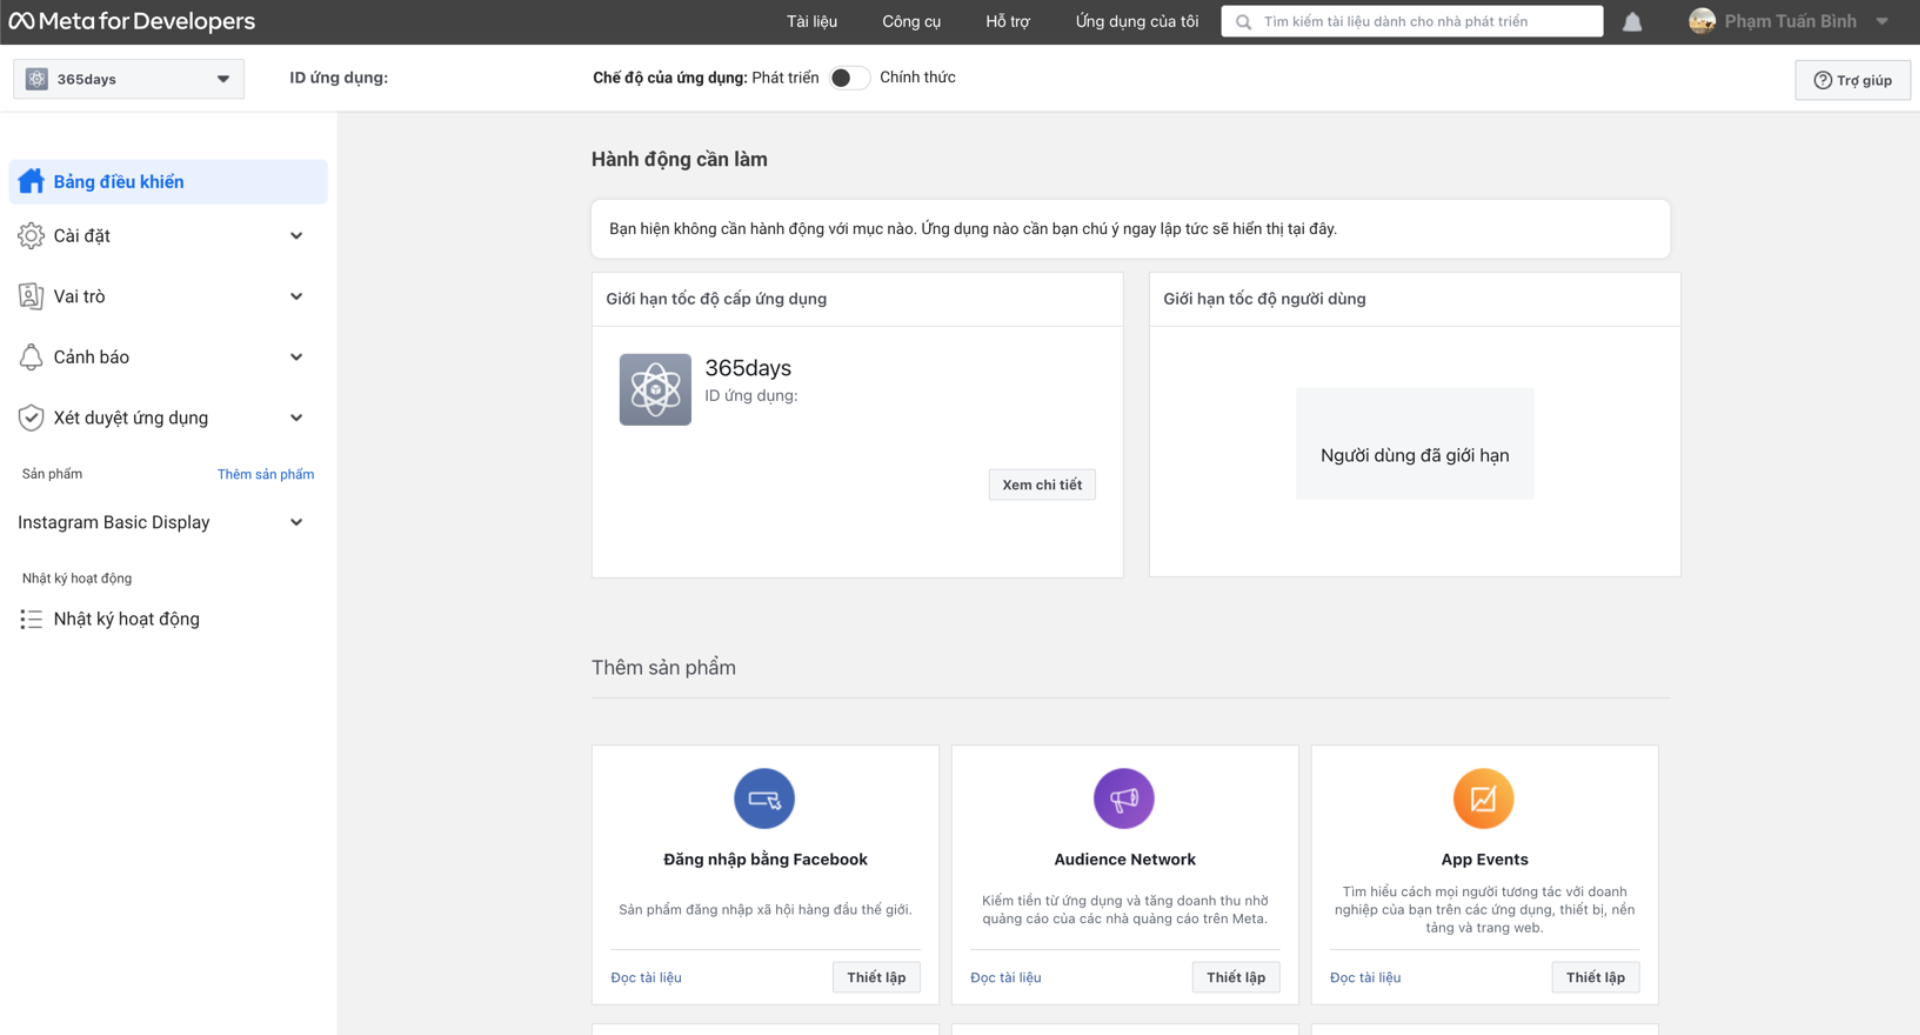 Meta for Developers
Tài liệu
Công cụ
Hỗ trợ
Ứng dụng của tôi
Tìm kiếm tài liệu dành cho nhà phát triển
Phạm Tuấn Bình
365days
ID ứng dụng:
Chế độ của ứng dụng: Phát triển
Chính thức
Trợ giúp
Bảng điều khiển
Cài đặt
Vai trò
Cảnh báo
Xét duyệt ứng dụng
Sản phẩm
Thêm sản phẩm
Instagram Basic Display
Nhật ký hoạt động
Nhật ký hoạt động
Hành động cần làm
Bạn hiện không cần hành động với mục nào. Ứng dụng nào cần bạn chú ý ngay lập tức sẽ hiển thị tại đây.
Giới hạn tốc độ cấp ứng dụng
365days
ID ứng dụng:
Xem chi tiết
Giới hạn tốc độ người dùng
Người dùng đã giới hạn
Thêm sản phẩm
Đăng nhập bằng Facebook
Sản phẩm đăng nhập xã hội hàng đầu thế giới.
Đọc tài liệu
Thiết lập
Audience Network
Kiếm tiền từ ứng dụng và tăng doanh thu nhờ
quảng cáo của các nhà quảng cáo trên Meta.
Đọc tài liệu
Thiết lập
App Events
Tìm hiểu cách mọi người tương tác với doanh
nghiệp của bạn trên các ứng dụng, thiết bị, nền
tảng và trang web.
Đọc tài liệu
Thiết lập